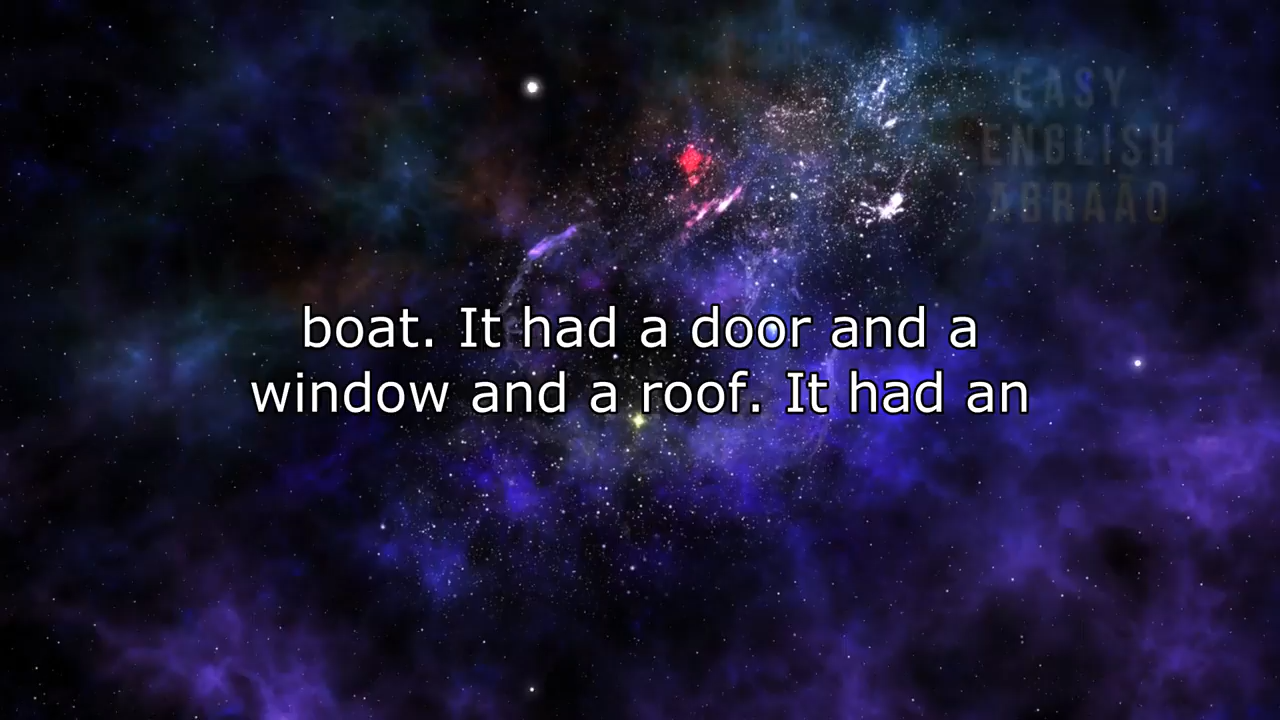 EASY
ENGLISH
ABRAÃO
boat. It had a door and a
window and a roof. It had an